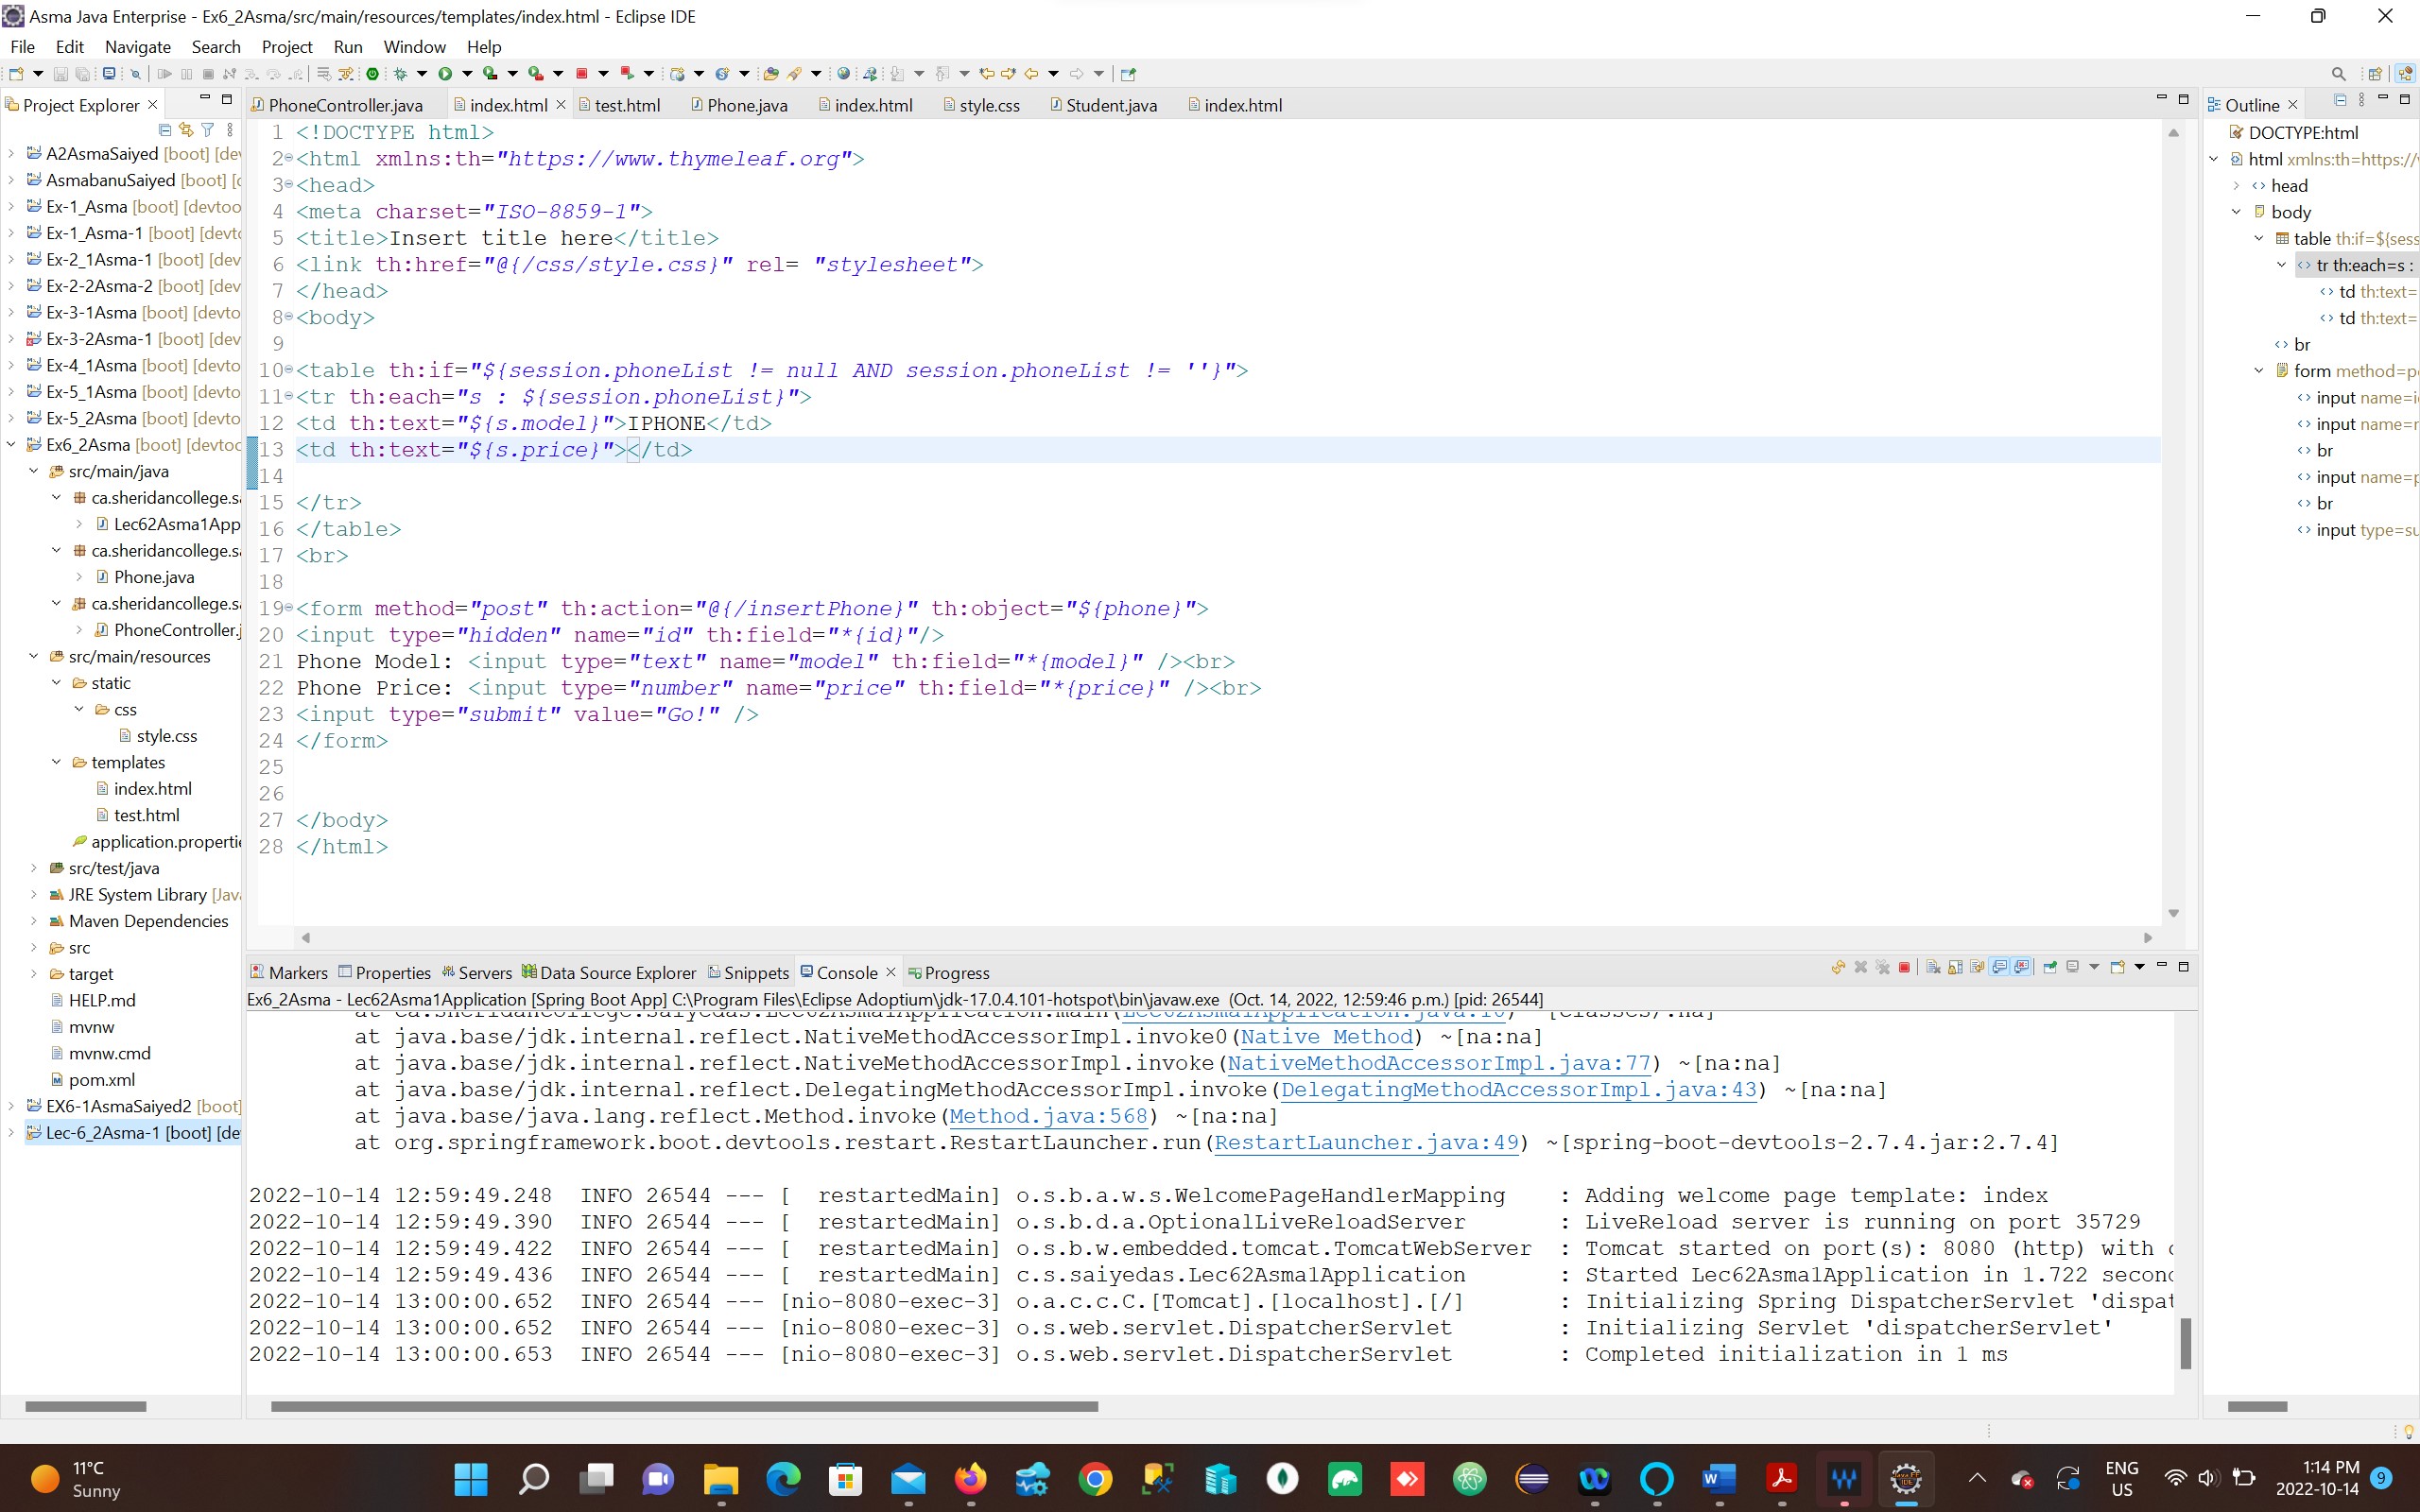 Asma Java Enterprise - Ex6_2Asma/src/main/resources/templates/index.html - Eclipse IDE
File Edit Navigate Search Project Run Window Help
Project Explorer
PhoneController.java index.html test.html Phone.java index.html style.css Student.java index.html
Outline
A2AsmaSaiyed [boot] [dev
AsmabanuSaiyed [boot] [d
Ex-1_Asma [boot] [devtoo
Ex-1_Asma-1 [boot] [devto
Ex-2_1Asma-1 [boot] [dev
Ex-2-2Asma-2 [boot] [dev
Ex-3-1Asma [boot] [devto
Ex-3-2Asma-1 [boot] [dev
Ex-4_1Asma [boot] [devto
Ex-5_1Asma [boot] [devto
Ex-5_2Asma [boot] [devto
Ex6_2Asma [boot] [devtoo
src/main/java
ca.sheridancollege.sa
Lec62Asma1App
ca.sheridancollege.sa
Phone.java
ca.sheridancollege.sa
PhoneController.j
src/main/resources
static
css
style.css
templates
index.html
test.html
application.properti
src/test/java
JRE System Library [Java
Maven Dependencies
src
target
HELP.md
mvnw
mvnw.cmd
pom.xml
EX6-1AsmaSaiyed2 [boot]
Lec-6_2Asma-1 [boot] [de
1 <!DOCTYPE html>
2 <html xmlns:th="https://www.thymeleaf.org">
3 <head>
4 <meta charset="ISO-8859-1">
5 <title>Insert title here</title>
6 <link th:href="@{/css/style.css}" rel= "stylesheet">
7 </head>
8 <body>
9
10 <table th:if="${session.phoneList != null AND session.phoneList != ''}">
11 <tr th:each="s : ${session.phoneList}">
12 <td th:text="${s.model}">IPHONE</td>
13 <td th:text="${s.price}"></td>
14
15 </tr>
16 </table>
17 <br>
18
19 <form method="post" th:action="@{/insertPhone}" th:object="${phone}">
20 <input type="hidden" name="id" th:field="*{id}"/>
21 Phone Model: <input type="text" name="model" th:field="*{model}" /><br>
22 Phone Price: <input type="number" name="price" th:field="*{price}" /><br>
23 <input type="submit" value="Go!" />
24 </form>
25
26
27 </body>
28 </html>
DOCTYPE:html
html xmlns:th=https://
head
body
table th:if=${sess
tr th:each=s :
td th:text=
td th:text=
br
form method=p
input name=i
input name=r
br
input name=p
br
input type=su
Markers Properties Servers Data Source Explorer Snippets Console Progress
Ex6_2Asma - Lec62Asma1Application [Spring Boot App] C:\Program Files\Eclipse Adoptium\jdk-17.0.4.101-hotspot\bin\javaw.exe (Oct. 14, 2022, 12:59:46 p.m.) [pid: 26544]
at ca.sheridancollege.saiyedas.Lec62Asma1Application.main(Lec62Asma1Application.java:10) ~[classes/:na]
at java.base/jdk.internal.reflect.NativeMethodAccessorImpl.invoke0(Native Method) ~[na:na]
at java.base/jdk.internal.reflect.NativeMethodAccessorImpl.invoke(NativeMethodAccessorImpl.java:77) ~[na:na]
at java.base/jdk.internal.reflect.DelegatingMethodAccessorImpl.invoke(DelegatingMethodAccessorImpl.java:43) ~[na:na]
at java.base/java.lang.reflect.Method.invoke(Method.java:568) ~[na:na]
at org.springframework.boot.devtools.restart.RestartLauncher.run(RestartLauncher.java:49) ~[spring-boot-devtools-2.7.4.jar:2.7.4]
2022-10-14 12:59:49.248 INFO 26544 --- [ restartedMain] o.s.b.a.w.s.WelcomePageHandlerMapping : Adding welcome page template: index
2022-10-14 12:59:49.390 INFO 26544 --- [ restartedMain] o.s.b.d.a.OptionalLiveReloadServer : LiveReload server is running on port 35729
2022-10-14 12:59:49.422 INFO 26544 --- [ restartedMain] o.s.b.w.embedded.tomcat.TomcatWebServer : Tomcat started on port(s): 8080 (http) with c
2022-10-14 12:59:49.436 INFO 26544 --- [ restartedMain] c.s.saiyedas.Lec62Asma1Application : Started Lec62Asma1Application in 1.722 second
2022-10-14 13:00:00.652 INFO 26544 --- [nio-8080-exec-3] o.a.c.c.C.[Tomcat].[localhost].[/] : Initializing Spring DispatcherServlet 'dispat
2022-10-14 13:00:00.652 INFO 26544 --- [nio-8080-exec-3] o.s.web.servlet.DispatcherServlet : Initializing Servlet 'dispatcherServlet'
2022-10-14 13:00:00.653 INFO 26544 --- [nio-8080-exec-3] o.s.web.servlet.DispatcherServlet : Completed initialization in 1 ms
11°C
Sunny
ENG
US
1:14 PM
2022-10-14
9